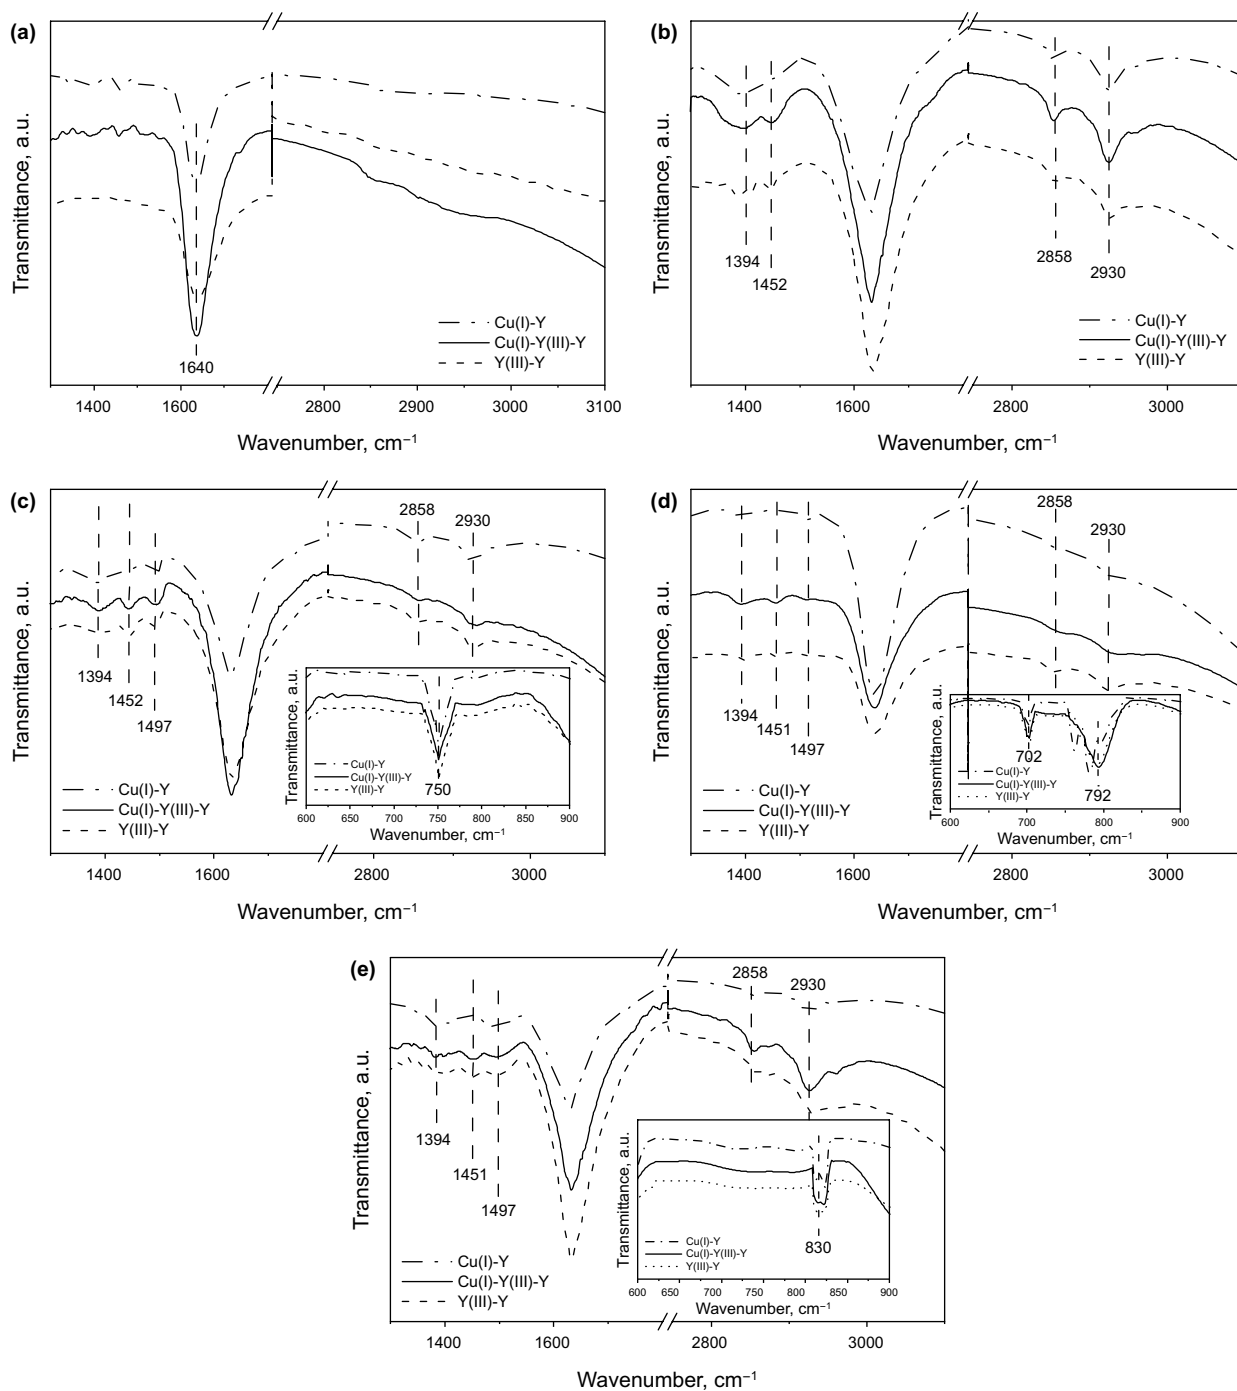 (a)
Transmittance, a.u.
1640
Cu(I)-Y
Cu(I)-Y(III)-Y
Y(III)-Y
1400 1600 2800 2900 3000 3100
Wavenumber, cm⁻¹
(b)
Transmittance, a.u.
1394
1452
2858
2930
Cu(I)-Y
Cu(I)-Y(III)-Y
Y(III)-Y
1400 1600 2800 3000
Wavenumber, cm⁻¹
(c)
Transmittance, a.u.
2858
2930
1394
1452
1497
Cu(I)-Y
Cu(I)-Y(III)-Y
Y(III)-Y
Transmittance, a.u.
Cu(I)-Y
Cu(I)-Y(III)-Y
Y(III)-Y
750
600 650 700 750 800 850 900
Wavenumber, cm⁻¹
1400 1600 2800 3000
Wavenumber, cm⁻¹
(d)
Transmittance, a.u.
2858
2930
1394
1451
1497
Cu(I)-Y
Cu(I)-Y(III)-Y
Y(III)-Y
Transmittance, a.u.
702
792
Cu(I)-Y
Cu(I)-Y(III)-Y
Y(III)-Y
600 700 800 900
Wavenumber, cm⁻¹
1400 1600 2800 3000
Wavenumber, cm⁻¹
(e)
Transmittance, a.u.
2858
2930
1394
1451
1497
Cu(I)-Y
Cu(I)-Y(III)-Y
Y(III)-Y
Transmittance, a.u.
Cu(I)-Y
Cu(I)-Y(III)-Y
Y(III)-Y
830
600 650 700 750 800 850 900
Wavenumber, cm⁻¹
1400 1600 2800 3000
Wavenumber, cm⁻¹